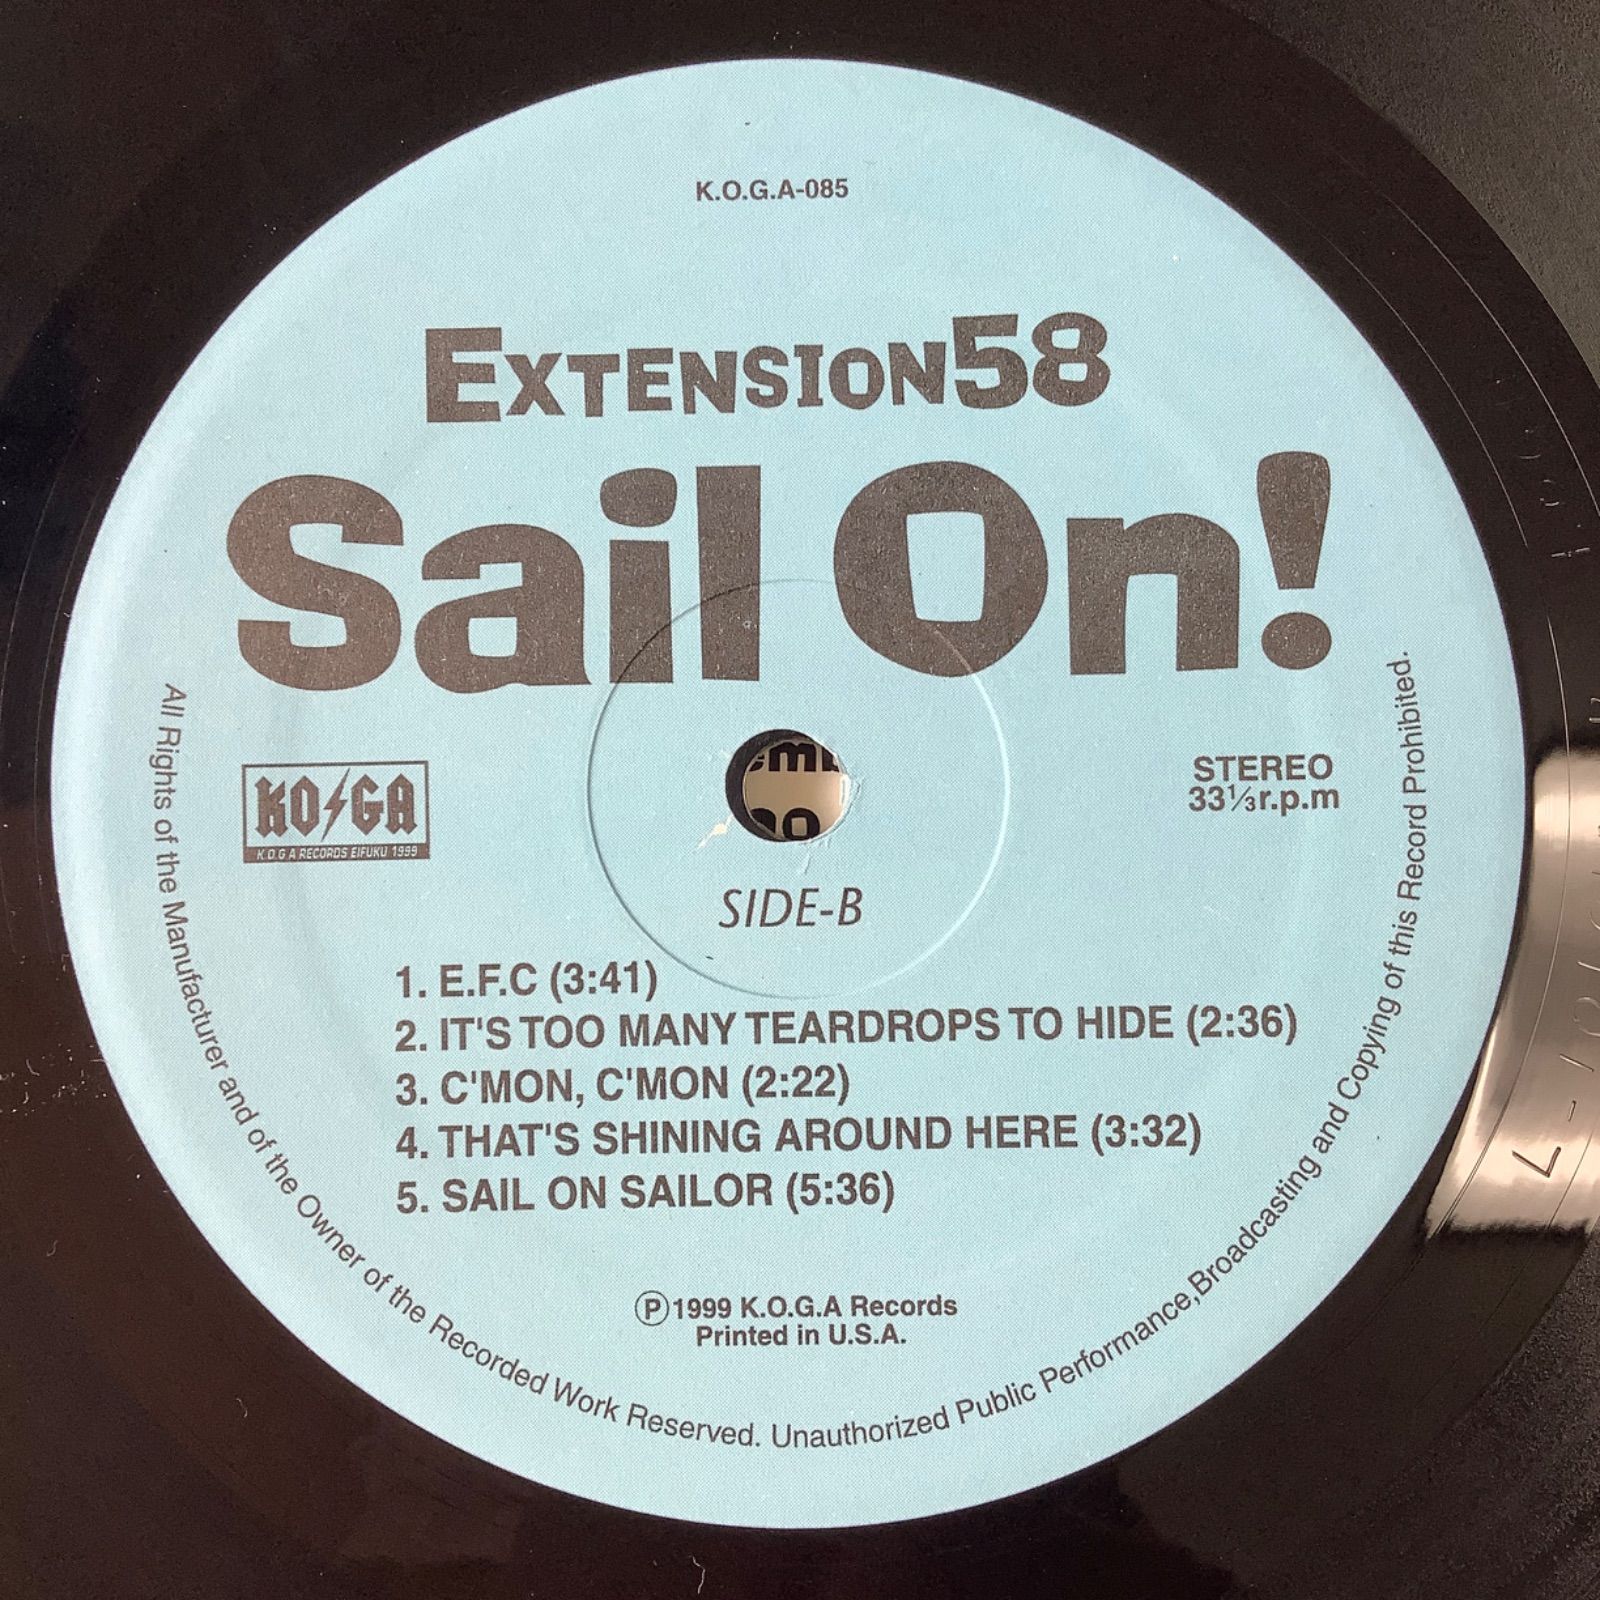 K.O.G.A-085
EXTENSION58
Sail On!
KO GA
K.O.G.A RECORDS EIFUKU 1999
STEREO
33⅓r.p.m
SIDE-B
1. E.F.C (3:41)
2. IT'S TOO MANY TEARDROPS TO HIDE (2:36)
3. C'MON, C'MON (2:22)
4. THAT'S SHINING AROUND HERE (3:32)
5. SAIL ON SAILOR (5:36)
Ⓟ1999 K.O.G.A Records
Printed in U.S.A.
All Rights of the Manufacturer and of the Owner of the Recorded Work Reserved. Unauthorized Public Performance,Broadcasting and Copying of this Record Prohibited.